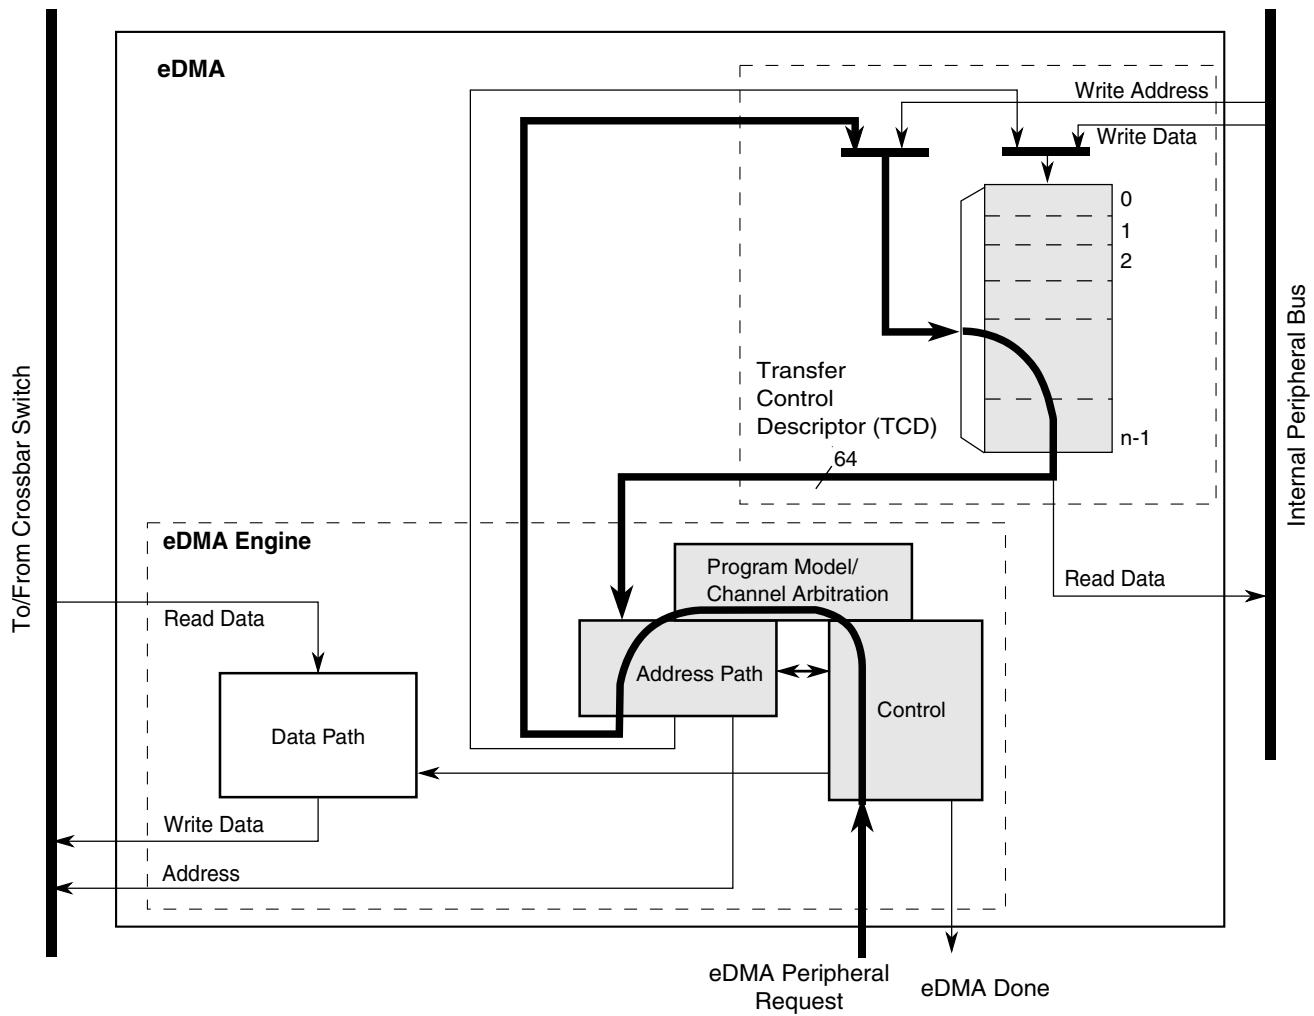 eDMA
Write Address
Write Data
0
1
2
n-1
Transfer
Control
Descriptor (TCD)
64
To/From Crossbar Switch
Internal Peripheral Bus
eDMA Engine
Program Model/
Channel Arbitration
Read Data
Read Data
Address Path
Control
Data Path
Write Data
Address
eDMA Peripheral
Request
eDMA Done